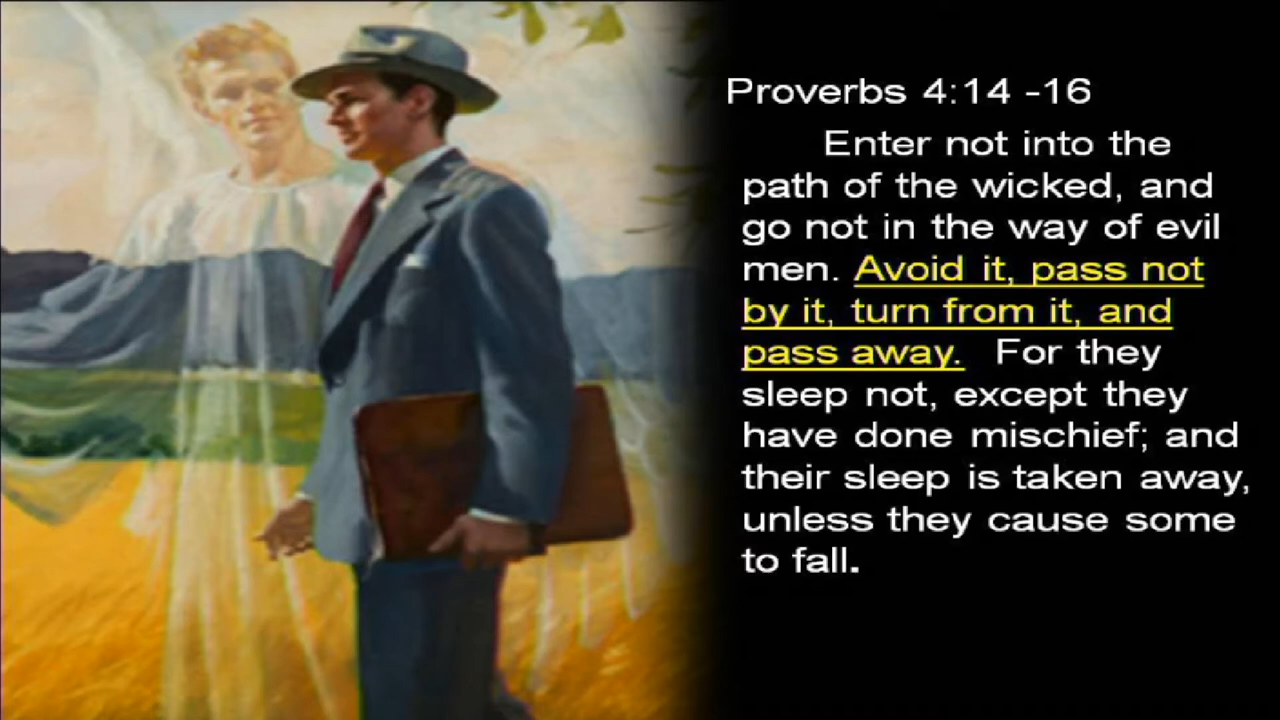 Proverbs 4:14 -16
Enter not into the
path of the wicked, and
go not in the way of evil
men. Avoid it, pass not
by it, turn from it, and
pass away. For they
sleep not, except they
have done mischief; and
their sleep is taken away,
unless they cause some
to fall.